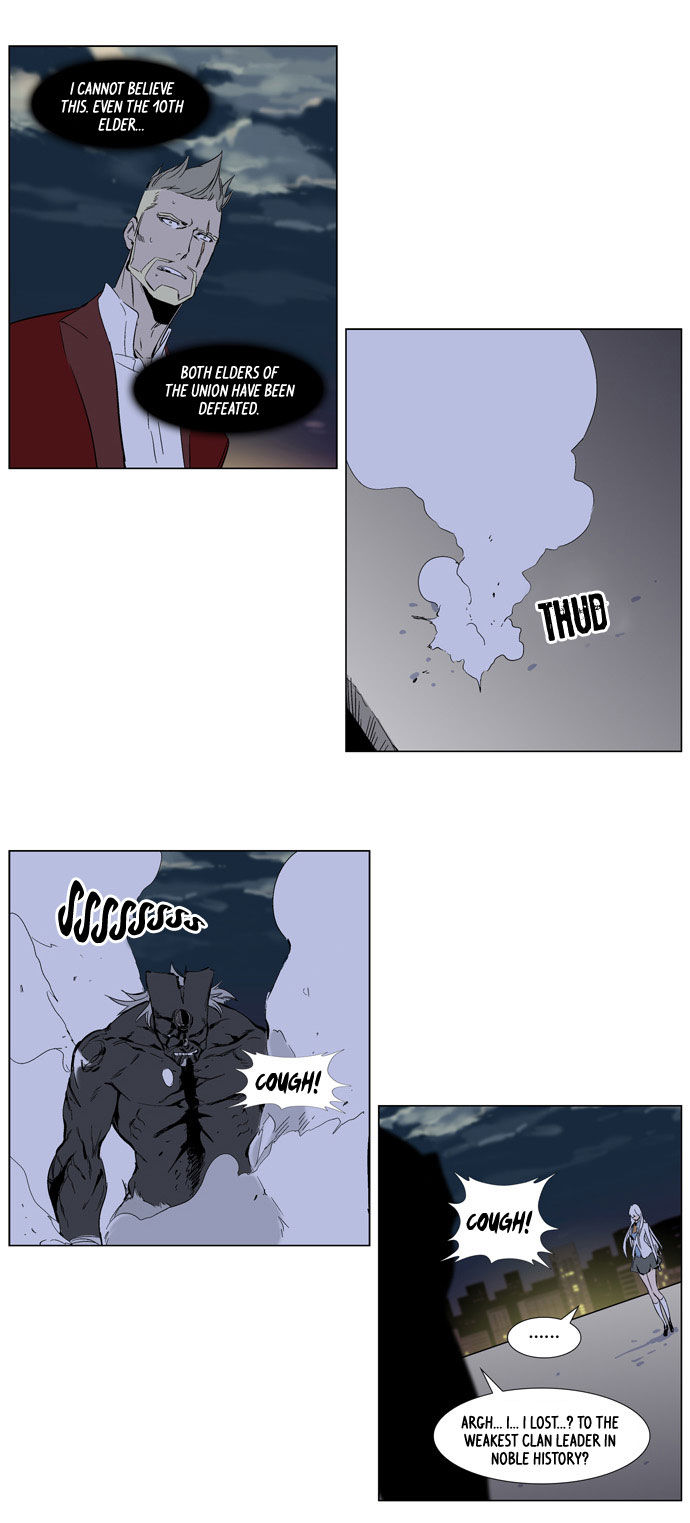 I CANNOT BELIEVE
THIS. EVEN THE 10TH
ELDER...
BOTH ELDERS OF
THE UNION HAVE BEEN
DEFEATED.
THUD
SSSSSSSSS
COUGH!
COUGH!
......
ARGH... I... I LOST...? TO THE
WEAKEST CLAN LEADER IN
NOBLE HISTORY?